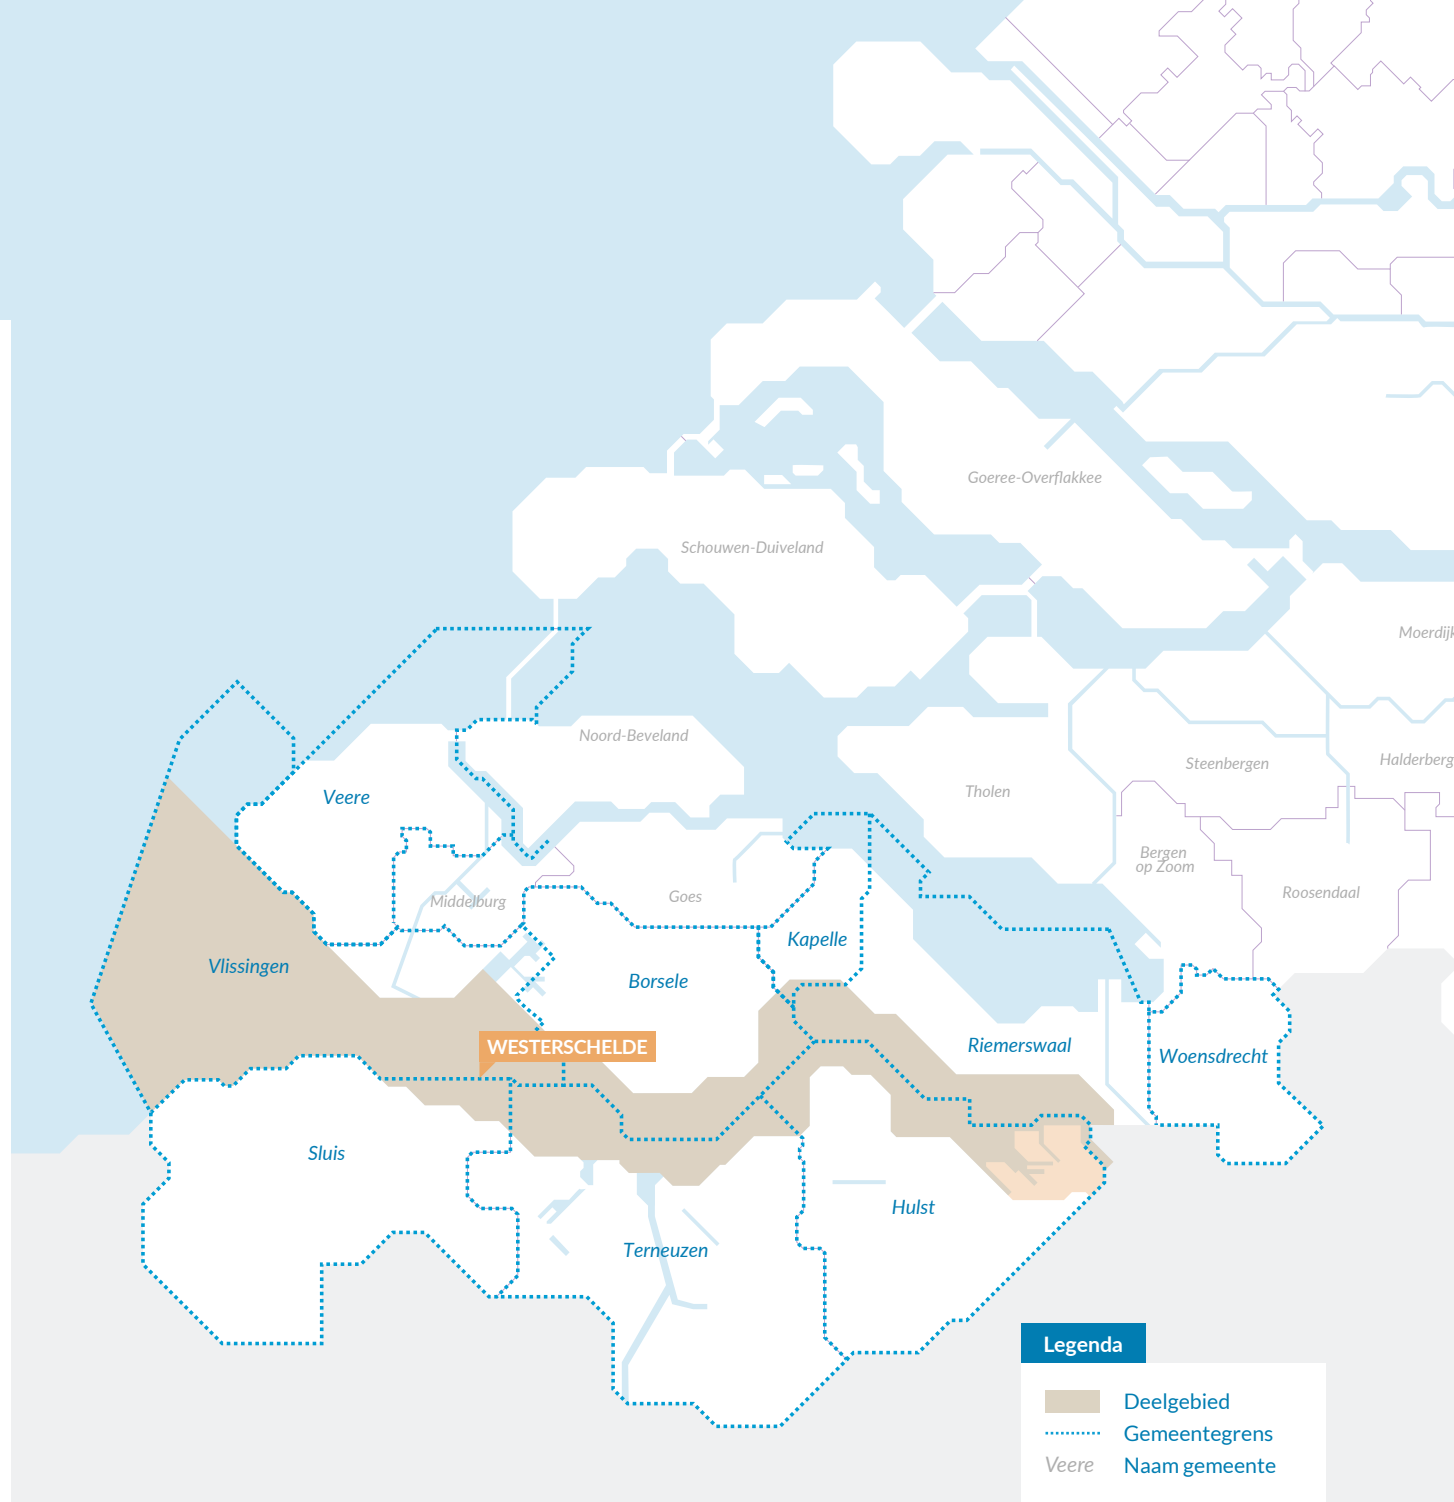 Goeree-Overflakkee
Schouwen-Duiveland
Moerdijk
Noord-Beveland
Steenbergen
Halderberg
Veere
Tholen
Bergen
op Zoom
Roosendaal
Goes
Middelburg
Kapelle
Vlissingen
Borsele
WESTERSCHELDE
Riemerswaal
Woensdrecht
Sluis
Hulst
Terneuzen
Legenda
Deelgebied
Gemeentegrens
Veere Naam gemeente